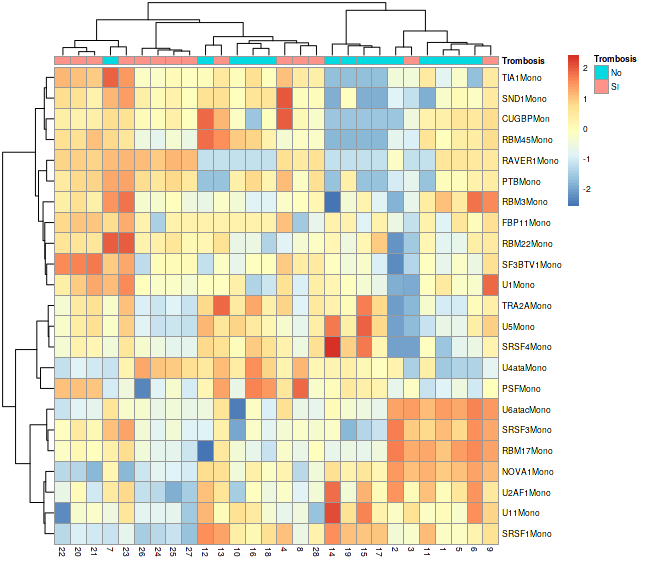 Trombosis
TIA1Mono
SND1Mono
CUGBPMon
RBM45Mono
RAVER1Mono
PTBMono
RBM3Mono
FBP11Mono
RBM22Mono
SF3BTV1Mono
U1Mono
TRA2AMono
U5Mono
SRSF4Mono
U4ataMono
PSFMono
U6atacMono
SRSF3Mono
RBM17Mono
NOVA1Mono
U2AF1Mono
U11Mono
SRSF1Mono
22 20 21 7 23 26 24 25 27 12 13 10 16 18 4 8 28 14 19 15 17 2 3 11 1 5 6 9
2
1
0
-1
-2
Trombosis
No
SI